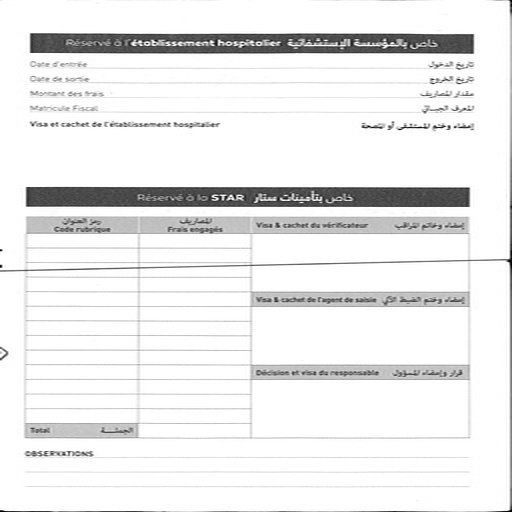 Réservé à l'établissement hospitalier خاص بالمؤسسة الإستشفائية
Date d'entrée تاريخ الدخول
Date de sortie تاريخ الخروج
Montant des frais مقدار المصاريف
Matricule Fiscal المعرف الجبائي
Visa et cachet de l'établissement hospitalier إمضاء وختم المستشفى أو المصحة
Réservé à la STAR خاص بتأمينات ستار
رمز العنوان المصاريف
Code rubrique Frais engagés Visa & cachet du vérificateur إمضاء وخاتم المراقب
Visa & cachet de l'agent de saisie إمضاء وختم الضبط الآلي
Décision et visa du responsable قرار وإمضاء المسؤول
Total الجملة
OBSERVATIONS